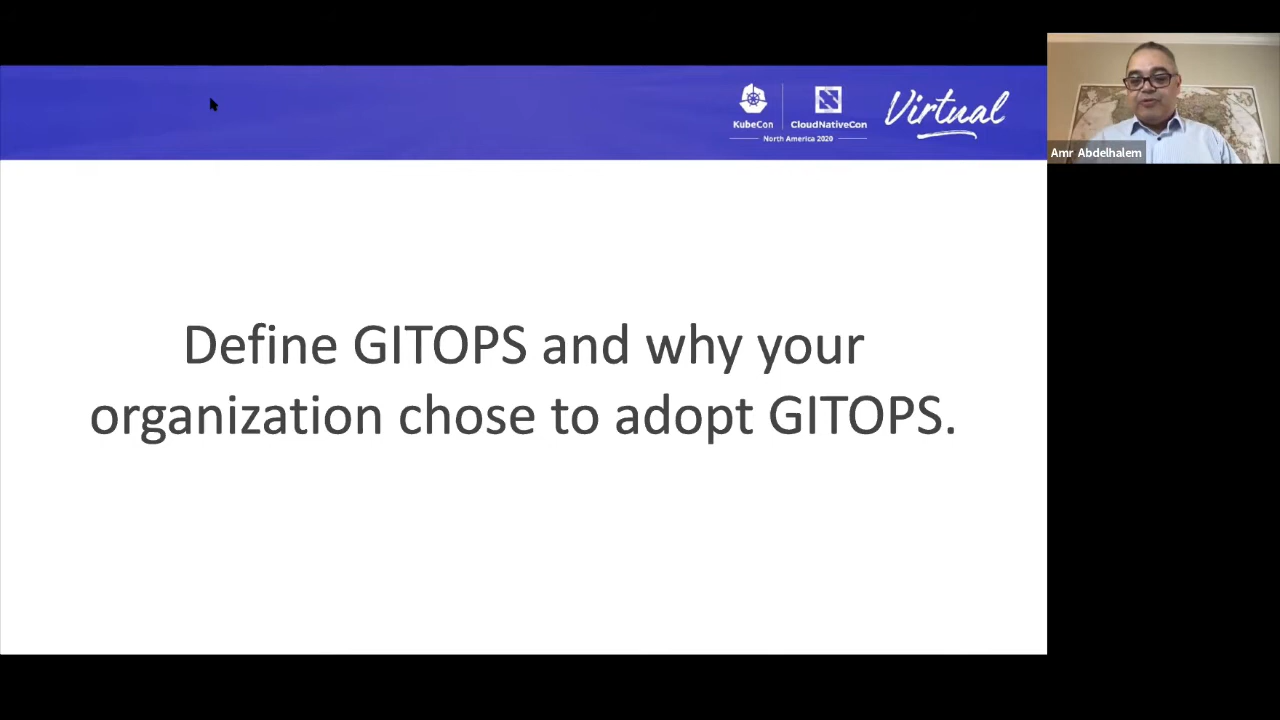 KubeCon
CloudNativeCon
North America 2020
Virtual
Amr Abdelhalem
Define GITOPS and why your
organization chose to adopt GITOPS.